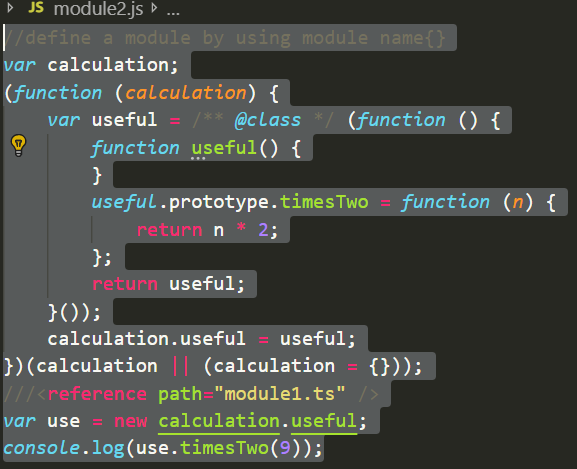 JS module2.js > ...
//define a module by using module name{}
var calculation;
(function (calculation) {
    var useful = /** @class */ (function () {
        function useful() {
        }
        useful.prototype.timesTwo = function (n) {
            return n * 2;
        };
        return useful;
    }());
    calculation.useful = useful;
})(calculation || (calculation = {}));
///<reference path="module1.ts" />
var use = new calculation.useful;
console.log(use.timesTwo(9));